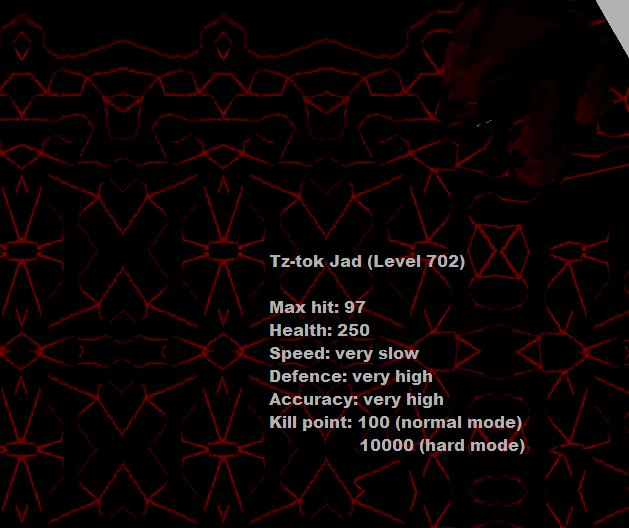 Tz-tok Jad (Level 702)
Max hit: 97
Health: 250
Speed: very slow
Defence: very high
Accuracy: very high
Kill point: 100 (normal mode)
10000 (hard mode)